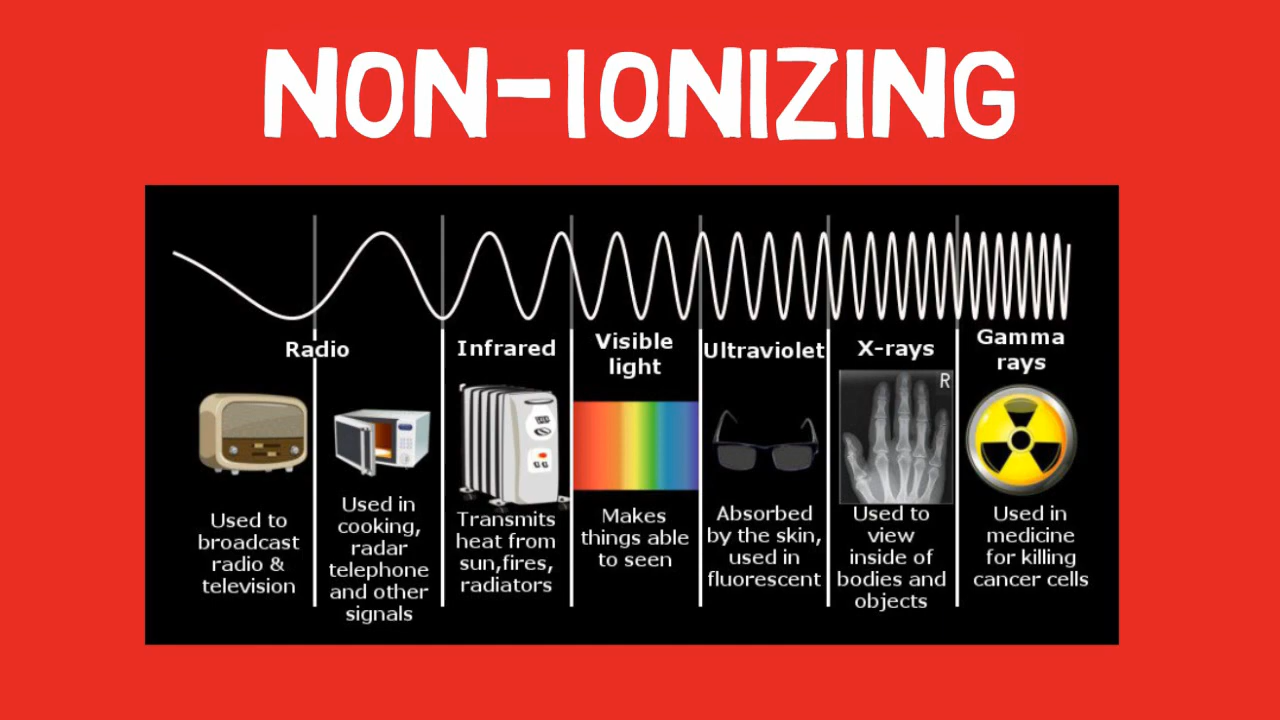 NON-IONIZING
Radio
Infrared
Visible
light
Ultraviolet
X-rays
Gamma
rays
R
Used to
broadcast
radio &
television
Used in
cooking,
radar
telephone
and other
signals
Transmits
heat from
sun,fires,
radiators
Makes
things able
to seen
Absorbed
by the skin,
used in
fluorescent
Used to
view
inside of
bodies and
objects
Used in
medicine
for killing
cancer cells